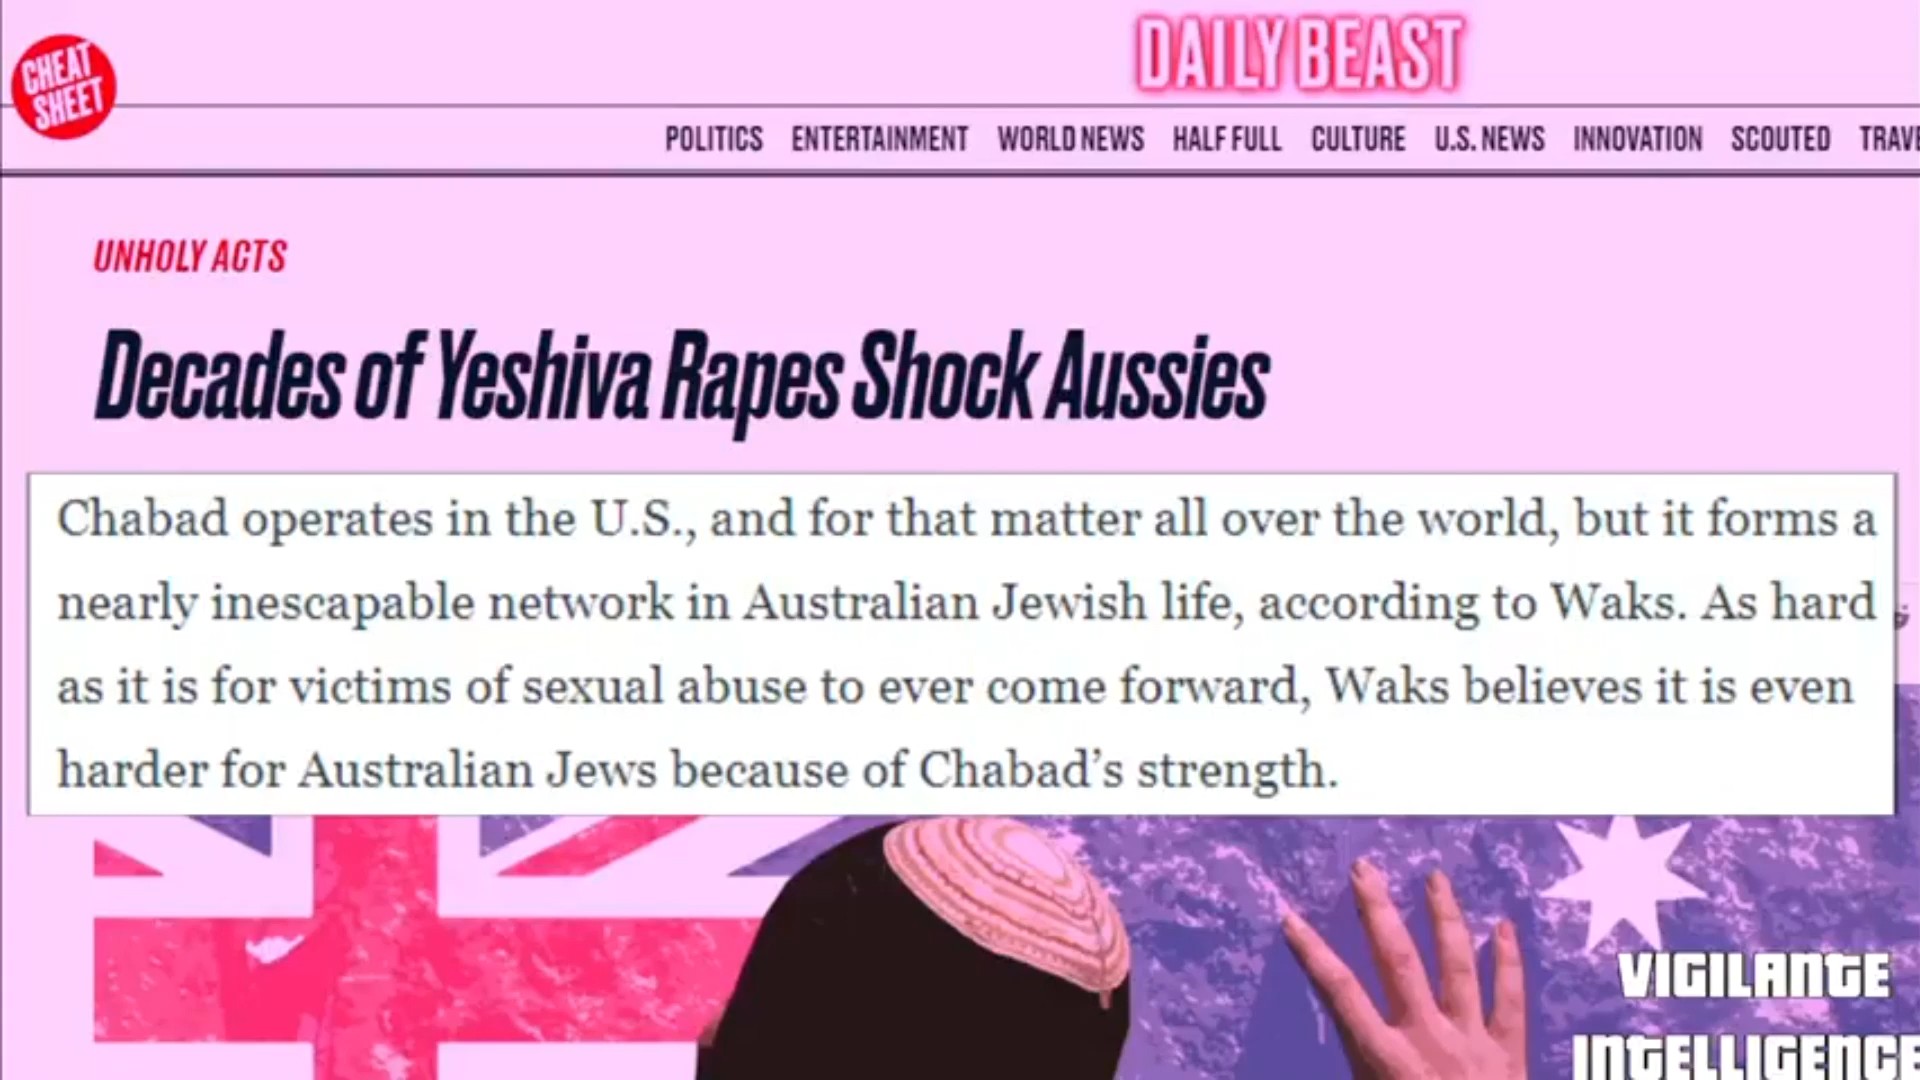 DAILY BEAST
CHEAT
SHEET
POLITICS ENTERTAINMENT WORLD NEWS HALF FULL CULTURE U.S. NEWS INNOVATION SCOUTED
UNHOLY ACTS
Decades of Yeshiva Rapes Shock Aussies
Chabad operates in the U.S., and for that matter all over the world, but it forms a
nearly inescapable network in Australian Jewish life, according to Waks. As hard
as it is for victims of sexual abuse to ever come forward, Waks believes it is even
harder for Australian Jews because of Chabad’s strength.
VIGILANTE
INTELLIGENCE